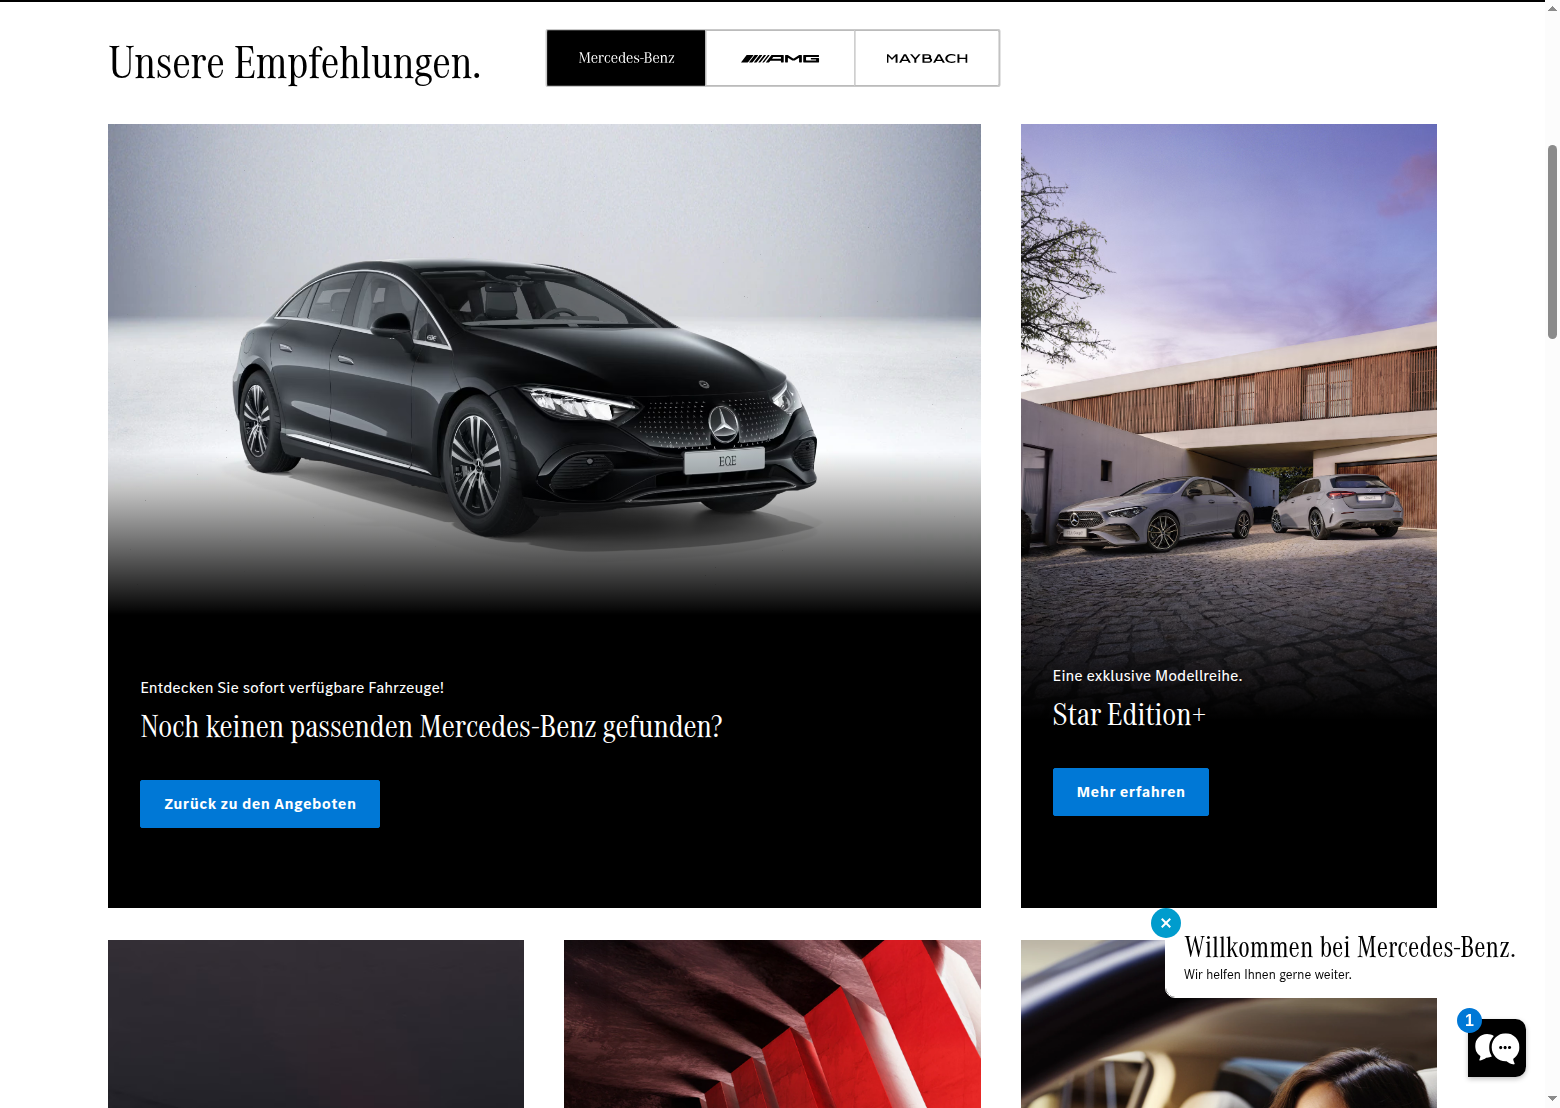 Unsere Empfehlungen.
Mercedes-Benz
AMG
MAYBACH
EQE
Entdecken Sie sofort verfügbare Fahrzeuge!
Noch keinen passenden Mercedes-Benz gefunden?
Zurück zu den Angeboten
Eine exklusive Modellreihe.
Star Edition+
Mehr erfahren
Willkommen bei Mercedes-Benz.
Wir helfen Ihnen gerne weiter.
1